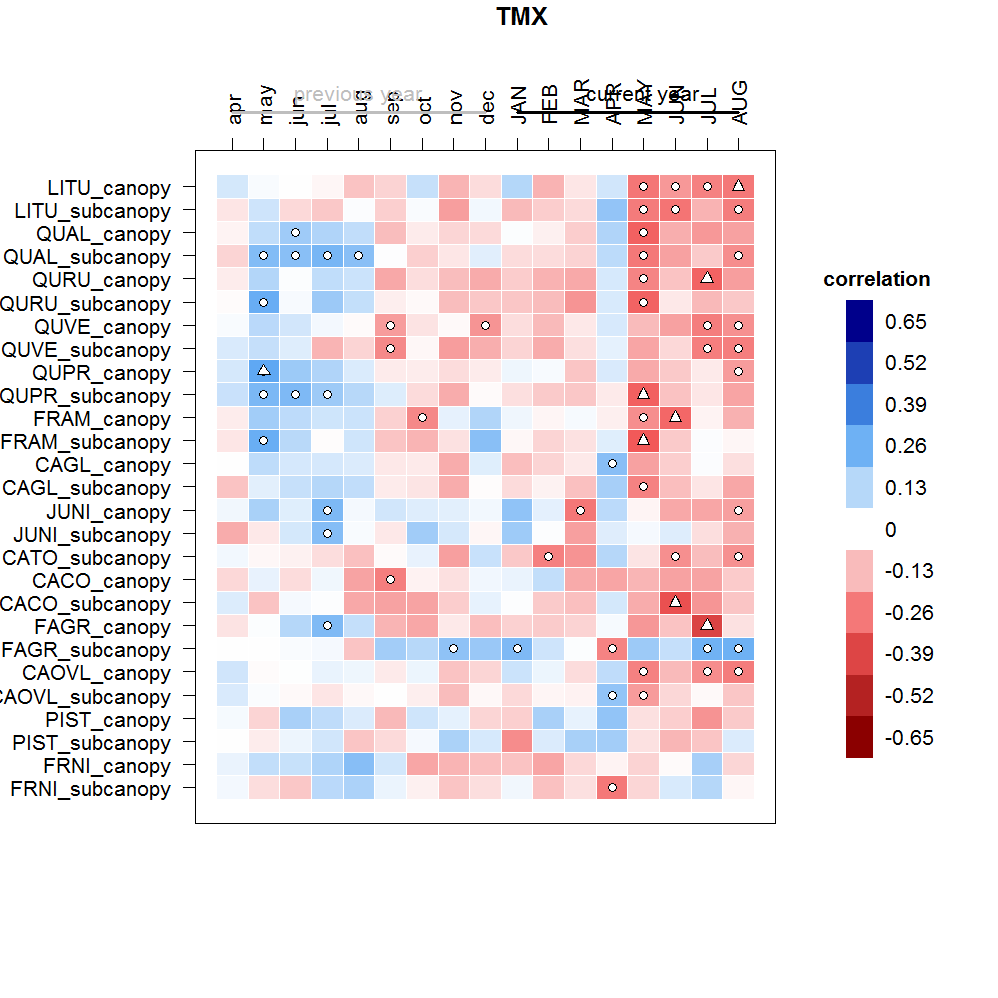 TMX
previous year
current year
apr
may
jun
jul
aug
sep
oct
nov
dec
JAN
FEB
MAR
APR
MAY
JUN
JUL
AUG
LITU_canopy
LITU_subcanopy
QUAL_canopy
QUAL_subcanopy
QURU_canopy
QURU_subcanopy
QUVE_canopy
QUVE_subcanopy
QUPR_canopy
QUPR_subcanopy
FRAM_canopy
FRAM_subcanopy
CAGL_canopy
CAGL_subcanopy
JUNI_canopy
JUNI_subcanopy
CATO_canopy
CACO_canopy
CACO_subcanopy
FAGR_canopy
FAGR_subcanopy
CAOVL_canopy
CAOVL_subcanopy
PIST_canopy
PIST_subcanopy
FRNI_canopy
FRNI_subcanopy
correlation
0.65
0.52
0.39
0.26
0.13
0
-0.13
-0.26
-0.39
-0.52
-0.65